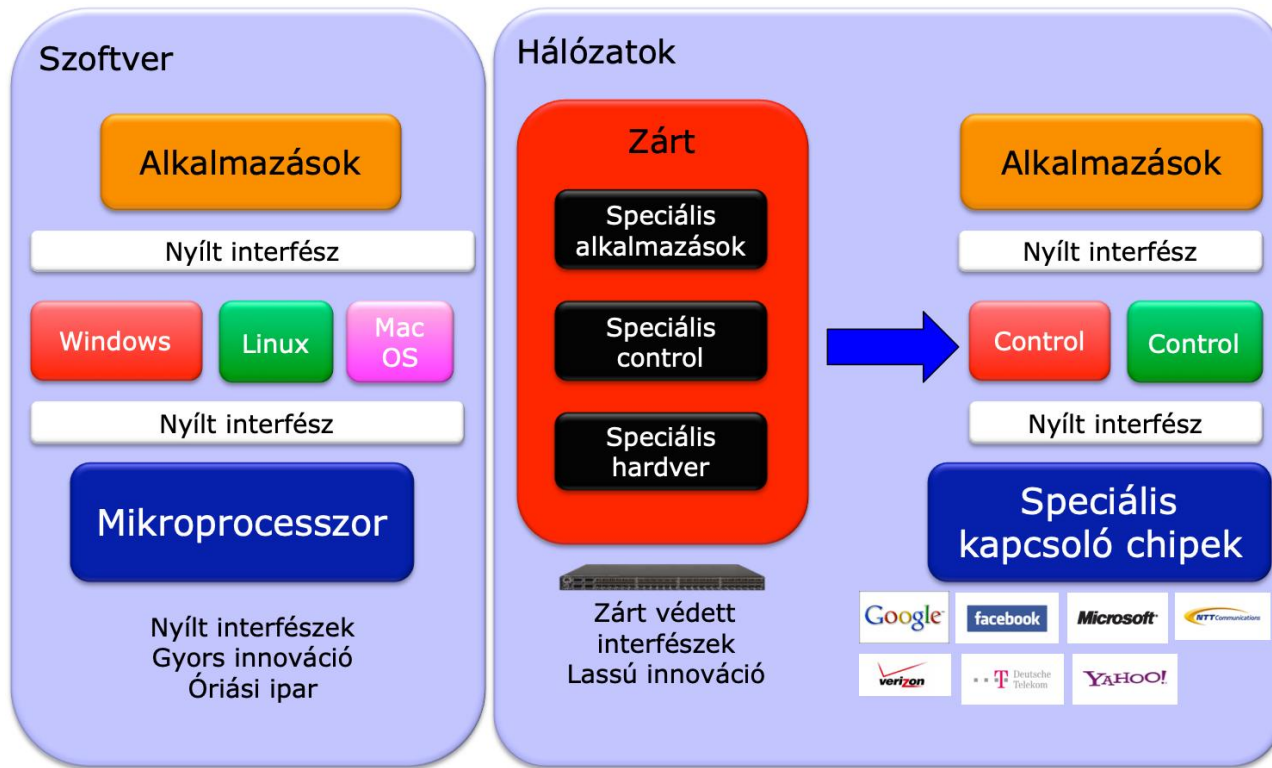 Szoftver
Alkalmazások
Nyílt interfész
Windows
Linux
Mac
OS
Nyílt interfész
Mikroprocesszor
Nyílt interfészek
Gyors innováció
Óriási ipar
Hálózatok
Zárt
Speciális
alkalmazások
Speciális
control
Speciális
hardver
Zárt védett
interfészek
Lassú innováció
Alkalmazások
Nyílt interfész
Control
Control
Nyílt interfész
Speciális
kapcsoló chipek
Google
facebook
Microsoft
NTT Communications
verizon
T Deutsche
Telekom
YAHOO!